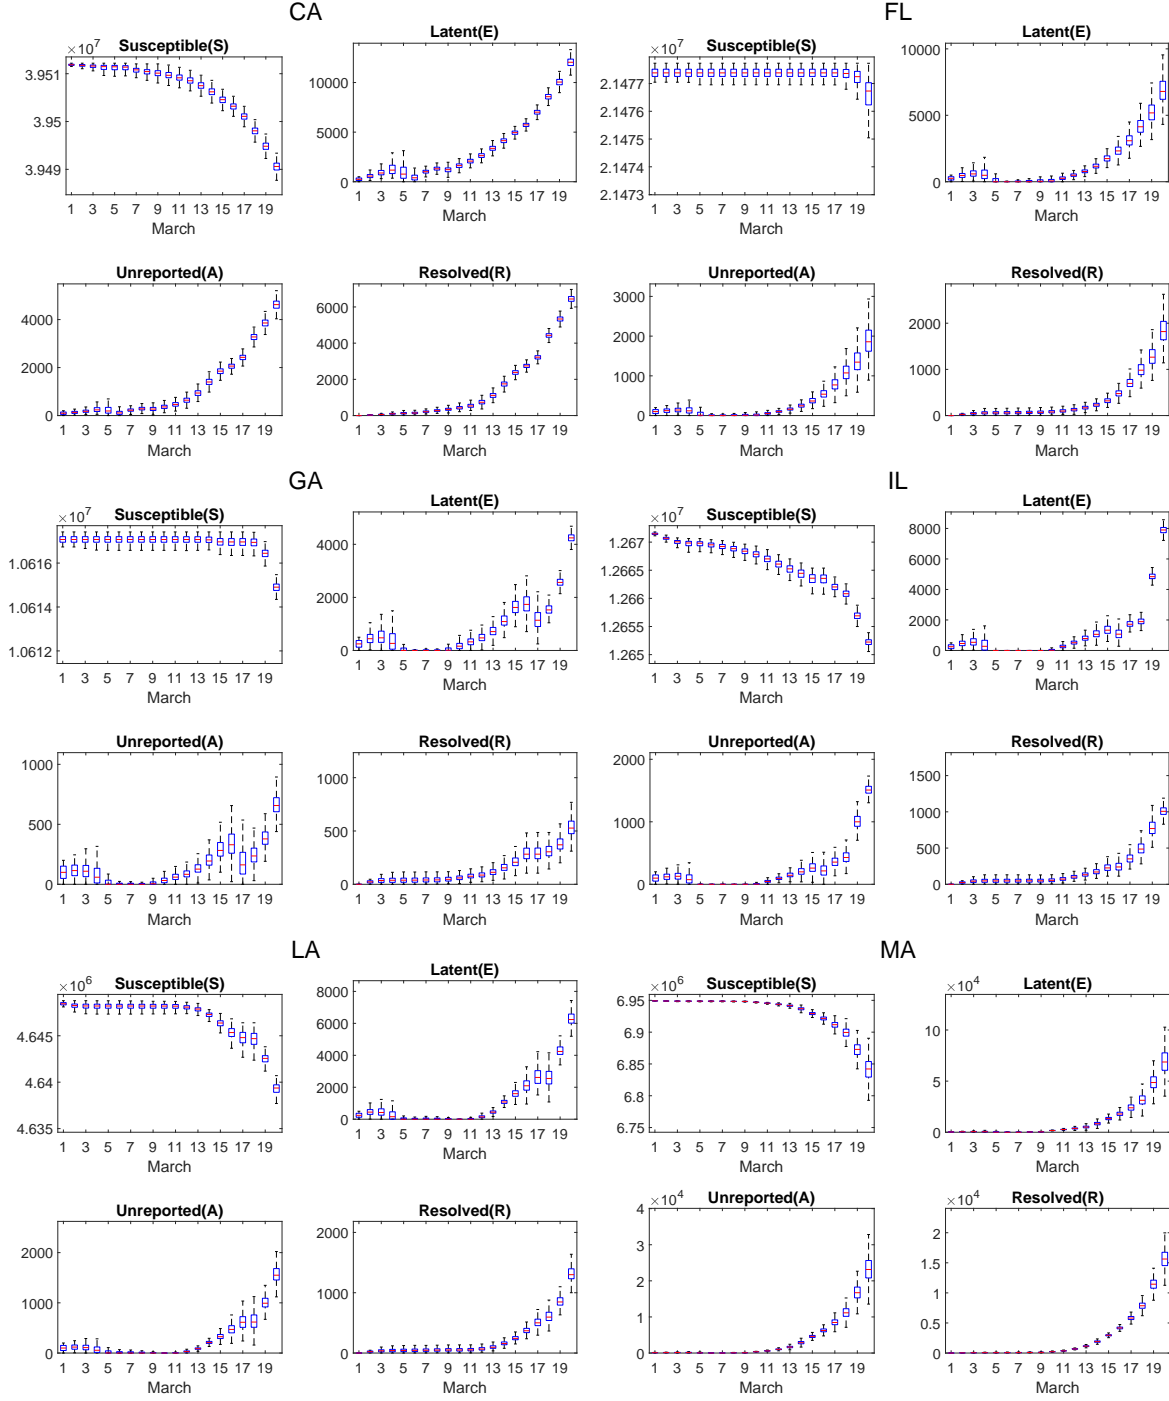 CA
FL
Susceptible(S)
×10^7
3.951
3.95
3.949
1 3 5 7 9 11 13 15 17 19
March
Latent(E)
10000
5000
0
1 3 5 7 9 11 13 15 17 19
March
Susceptible(S)
×10^7
2.1477
2.1476
2.1475
2.1474
2.1473
1 3 5 7 9 11 13 15 17 19
March
Latent(E)
10000
5000
0
1 3 5 7 9 11 13 15 17 19
March
Unreported(A)
4000
2000
0
1 3 5 7 9 11 13 15 17 19
March
Resolved(R)
6000
4000
2000
0
1 3 5 7 9 11 13 15 17 19
March
Unreported(A)
3000
2000
1000
0
1 3 5 7 9 11 13 15 17 19
March
Resolved(R)
2000
1000
0
1 3 5 7 9 11 13 15 17 19
March
GA
IL
Susceptible(S)
×10^7
1.0616
1.0614
1.0612
1 3 5 7 9 11 13 15 17 19
March
Latent(E)
4000
2000
0
1 3 5 7 9 11 13 15 17 19
March
Susceptible(S)
×10^7
1.267
1.2665
1.266
1.2655
1.265
1 3 5 7 9 11 13 15 17 19
March
Latent(E)
8000
6000
4000
2000
0
1 3 5 7 9 11 13 15 17 19
March
Unreported(A)
1000
500
0
1 3 5 7 9 11 13 15 17 19
March
Resolved(R)
1000
500
0
1 3 5 7 9 11 13 15 17 19
March
Unreported(A)
2000
1000
0
1 3 5 7 9 11 13 15 17 19
March
Resolved(R)
1500
1000
500
0
1 3 5 7 9 11 13 15 17 19
March
LA
MA
Susceptible(S)
×10^6
4.645
4.64
4.635
1 3 5 7 9 11 13 15 17 19
March
Latent(E)
8000
6000
4000
2000
0
1 3 5 7 9 11 13 15 17 19
March
Susceptible(S)
×10^6
6.95
6.9
6.85
6.8
6.75
1 3 5 7 9 11 13 15 17 19
March
Latent(E)
×10^4
10
5
0
1 3 5 7 9 11 13 15 17 19
March
Unreported(A)
2000
1000
0
1 3 5 7 9 11 13 15 17 19
March
Resolved(R)
2000
1000
0
1 3 5 7 9 11 13 15 17 19
March
Unreported(A)
×10^4
4
3
2
1
0
1 3 5 7 9 11 13 15 17 19
March
Resolved(R)
×10^4
2
1.5
1
0.5
0
1 3 5 7 9 11 13 15 17 19
March